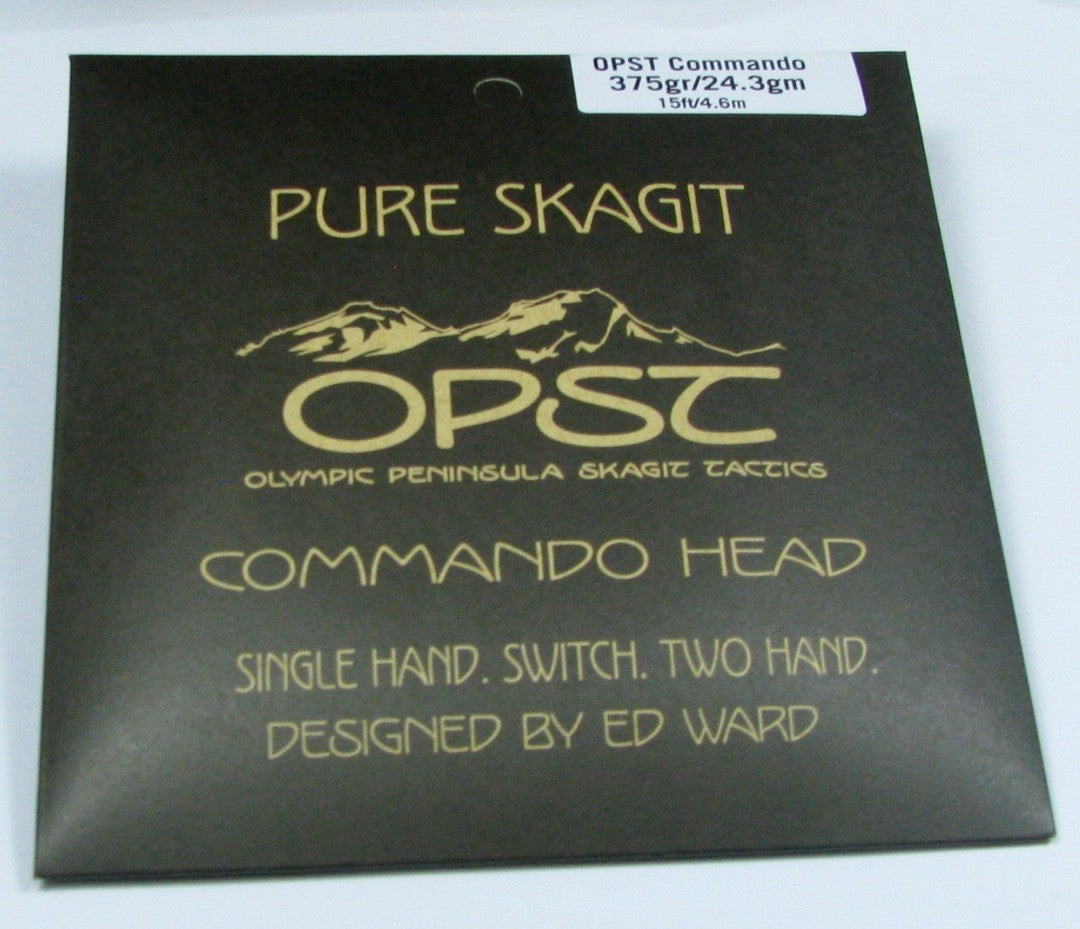 OPST Commando
375gr/24.3gm
15ft/4.6m
PURE SKAGIT
OPST
OLYMPIC PENINSULA SKAGIT TACTICS
COMMANDO HEAD
SINGLE HAND. SWITCH. TWO HAND.
DESIGNED BY ED WARD